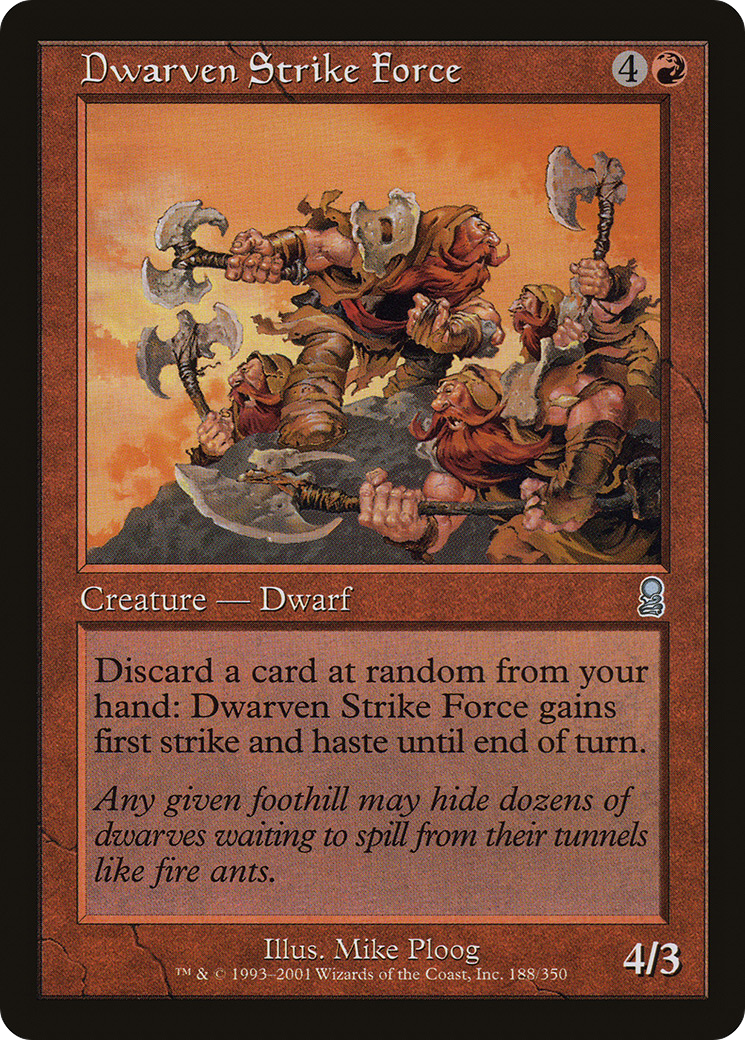 Dwarven Strike Force 4
Creature — Dwarf
Discard a card at random from your
hand: Dwarven Strike Force gains
first strike and haste until end of turn.
Any given foothill may hide dozens of
dwarves waiting to spill from their tunnels
like fire ants.
Illus. Mike Ploog
™ & © 1993–2001 Wizards of the Coast, Inc. 188/350
4/3